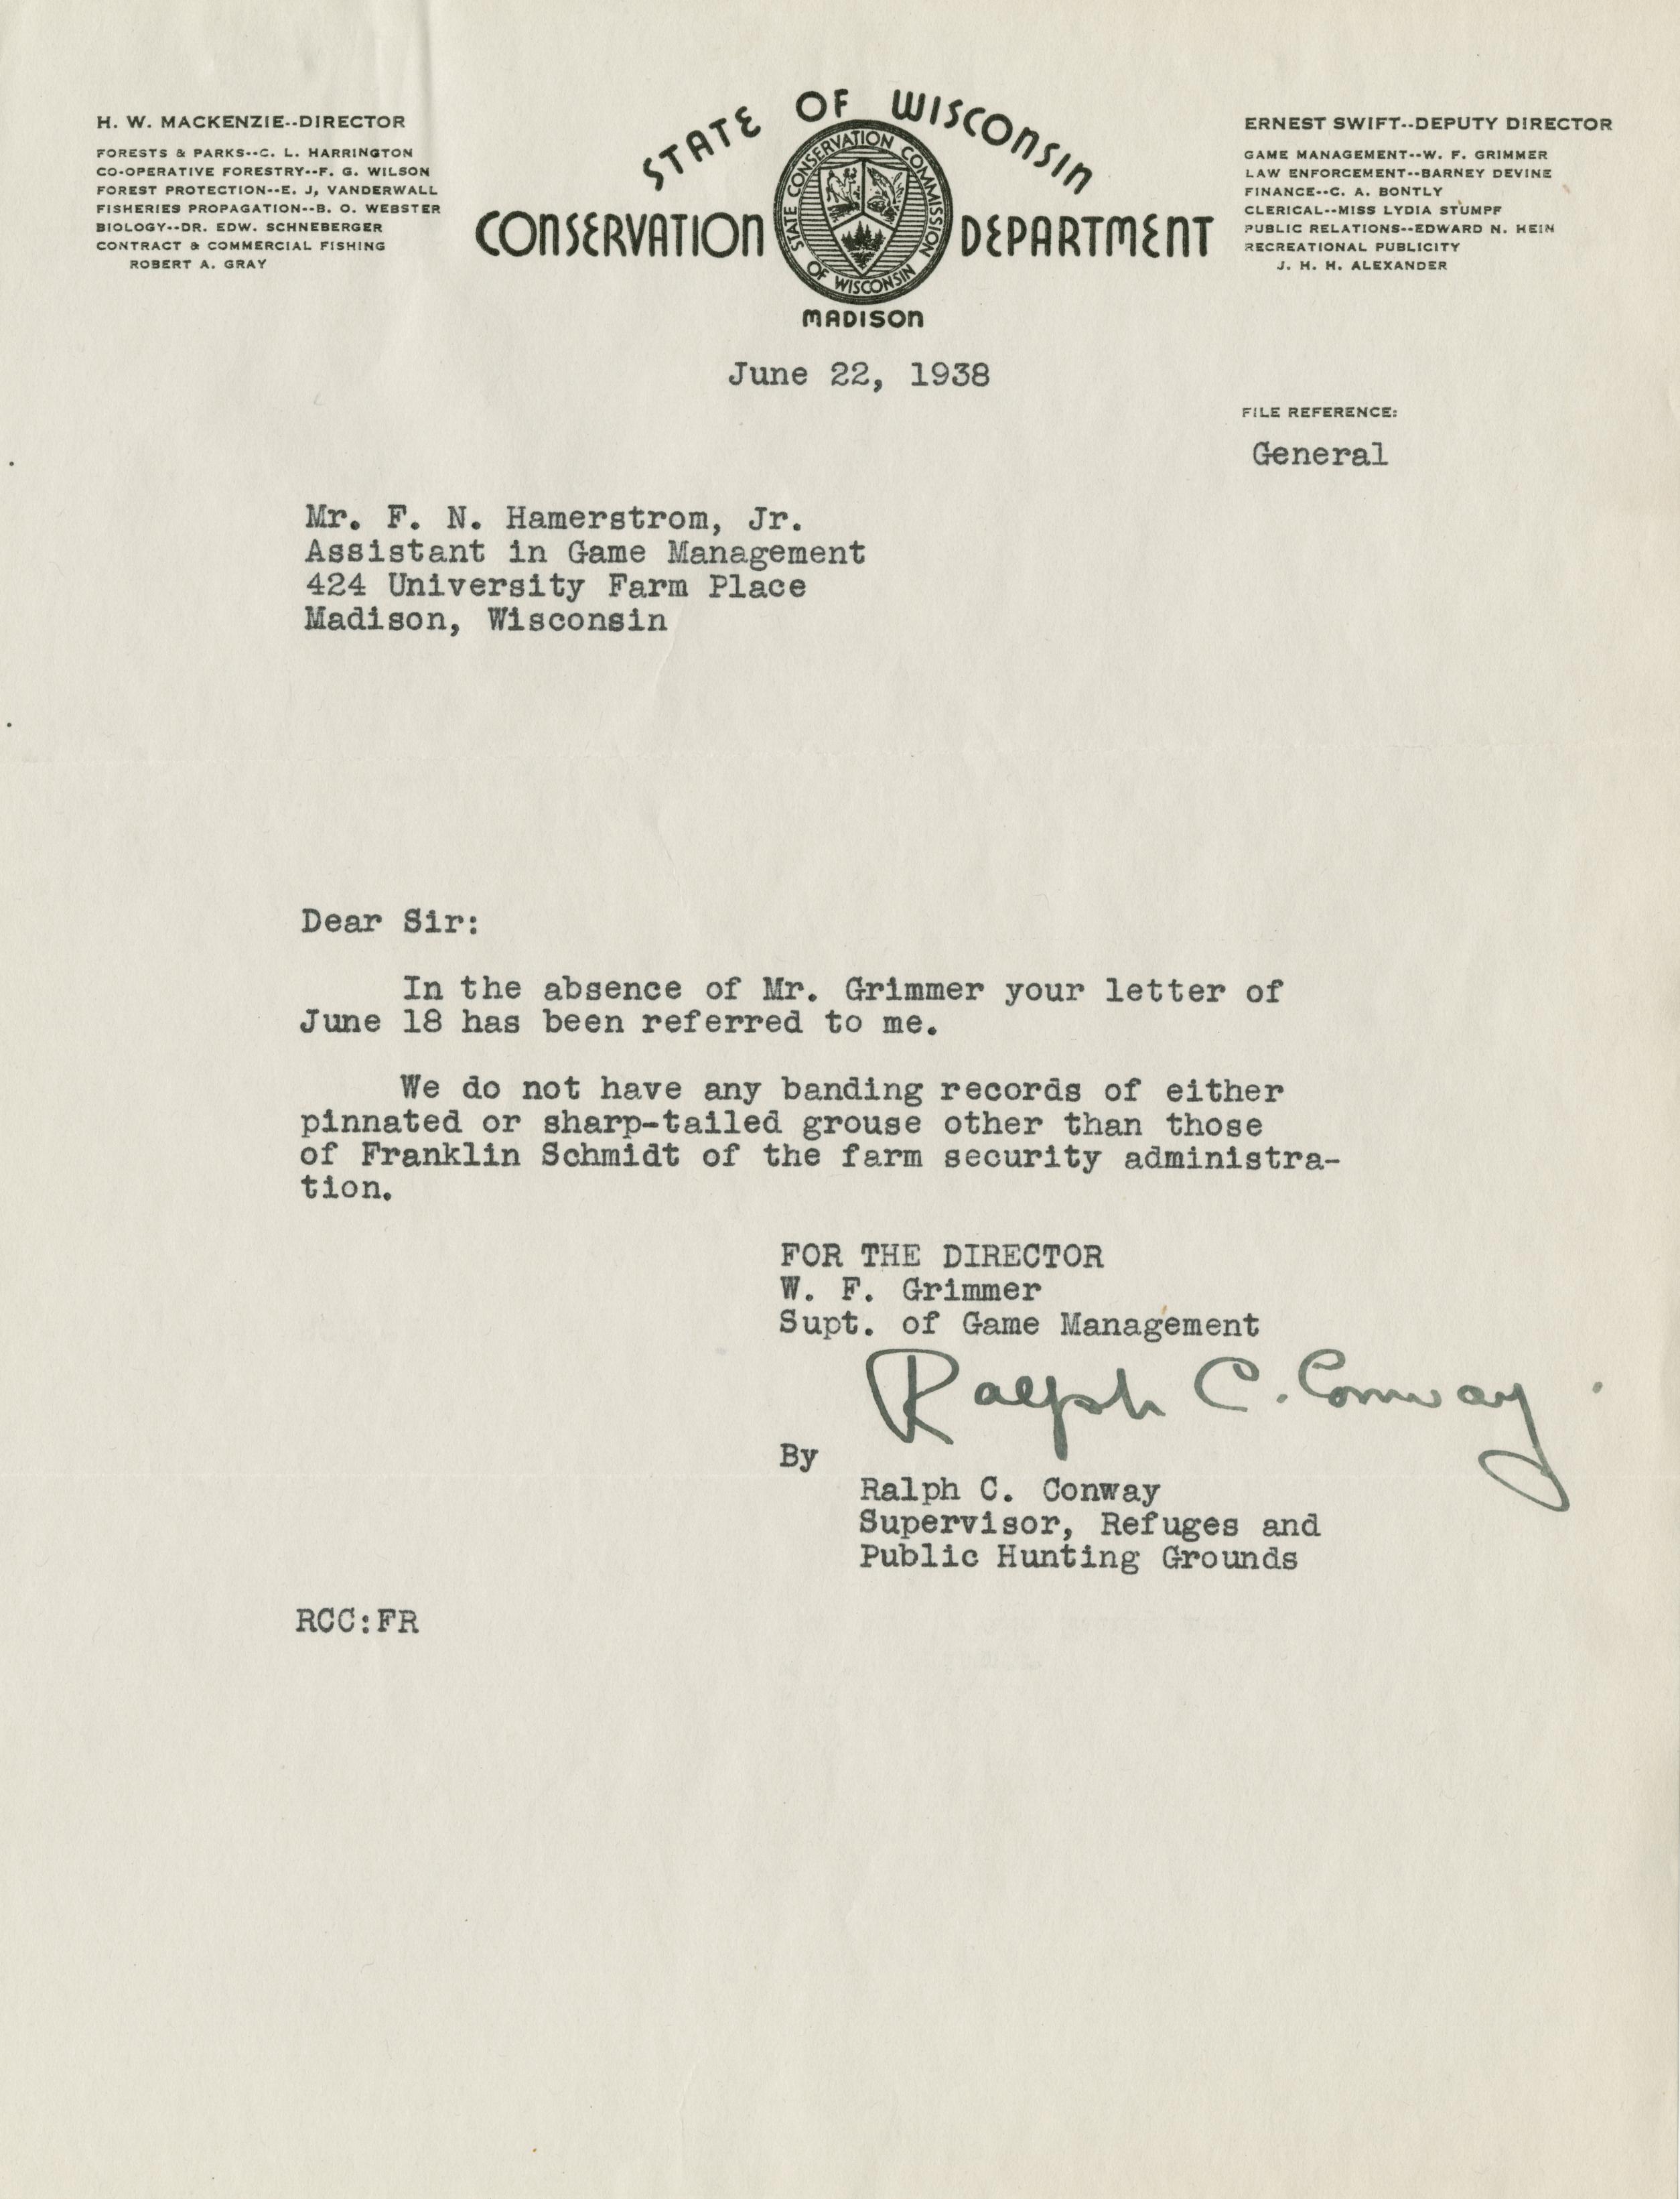 H. W. MACKENZIE--DIRECTOR
FORESTS & PARKS--C. L. HARRINGTON
CO-OPERATIVE FORESTRY--F. G. WILSON
FOREST PROTECTION--E. J, VANDERWALL
FISHERIES PROPAGATION--B. O. WEBSTER
BIOLOGY--DR. EDW. SCHNEBERGER
CONTRACT & COMMERCIAL FISHING
ROBERT A. GRAY
STATE OF WISCONSIN
CONSERVATION DEPARTMENT
STATE CONSERVATION COMMISSION
OF WISCONSIN
MADISON
ERNEST SWIFT--DEPUTY DIRECTOR
GAME MANAGEMENT--W. F. GRIMMER
LAW ENFORCEMENT--BARNEY DEVINE
FINANCE--C. A. BONTLY
CLERICAL--MISS LYDIA STUMPF
PUBLIC RELATIONS--EDWARD N. HEIN
RECREATIONAL PUBLICITY
J. H. H. ALEXANDER
June 22, 1938
FILE REFERENCE:
General
Mr. F. N. Hamerstrom, Jr.
Assistant in Game Management
424 University Farm Place
Madison, Wisconsin
Dear Sir:
In the absence of Mr. Grimmer your letter of
June 18 has been referred to me.
We do not have any banding records of either
pinnated or sharp-tailed grouse other than those
of Franklin Schmidt of the farm security administra-
tion.
FOR THE DIRECTOR
W. F. Grimmer
Supt. of Game Management
Ralph C. Conway
By
Ralph C. Conway
Supervisor, Refuges and
Public Hunting Grounds
RCC:FR